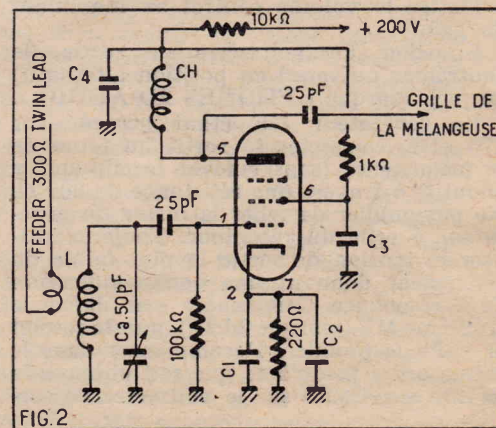 10kΩ
+ 200 V
C4
CH
25pF
GRILLE DE
LA MELANGEUSE
5
FEEDER 300Ω TWIN LEAD
25pF
1kΩ
6
1
L
Ca.50pF
100kΩ
C3
2
7
C1
220Ω
C2
FIG.2